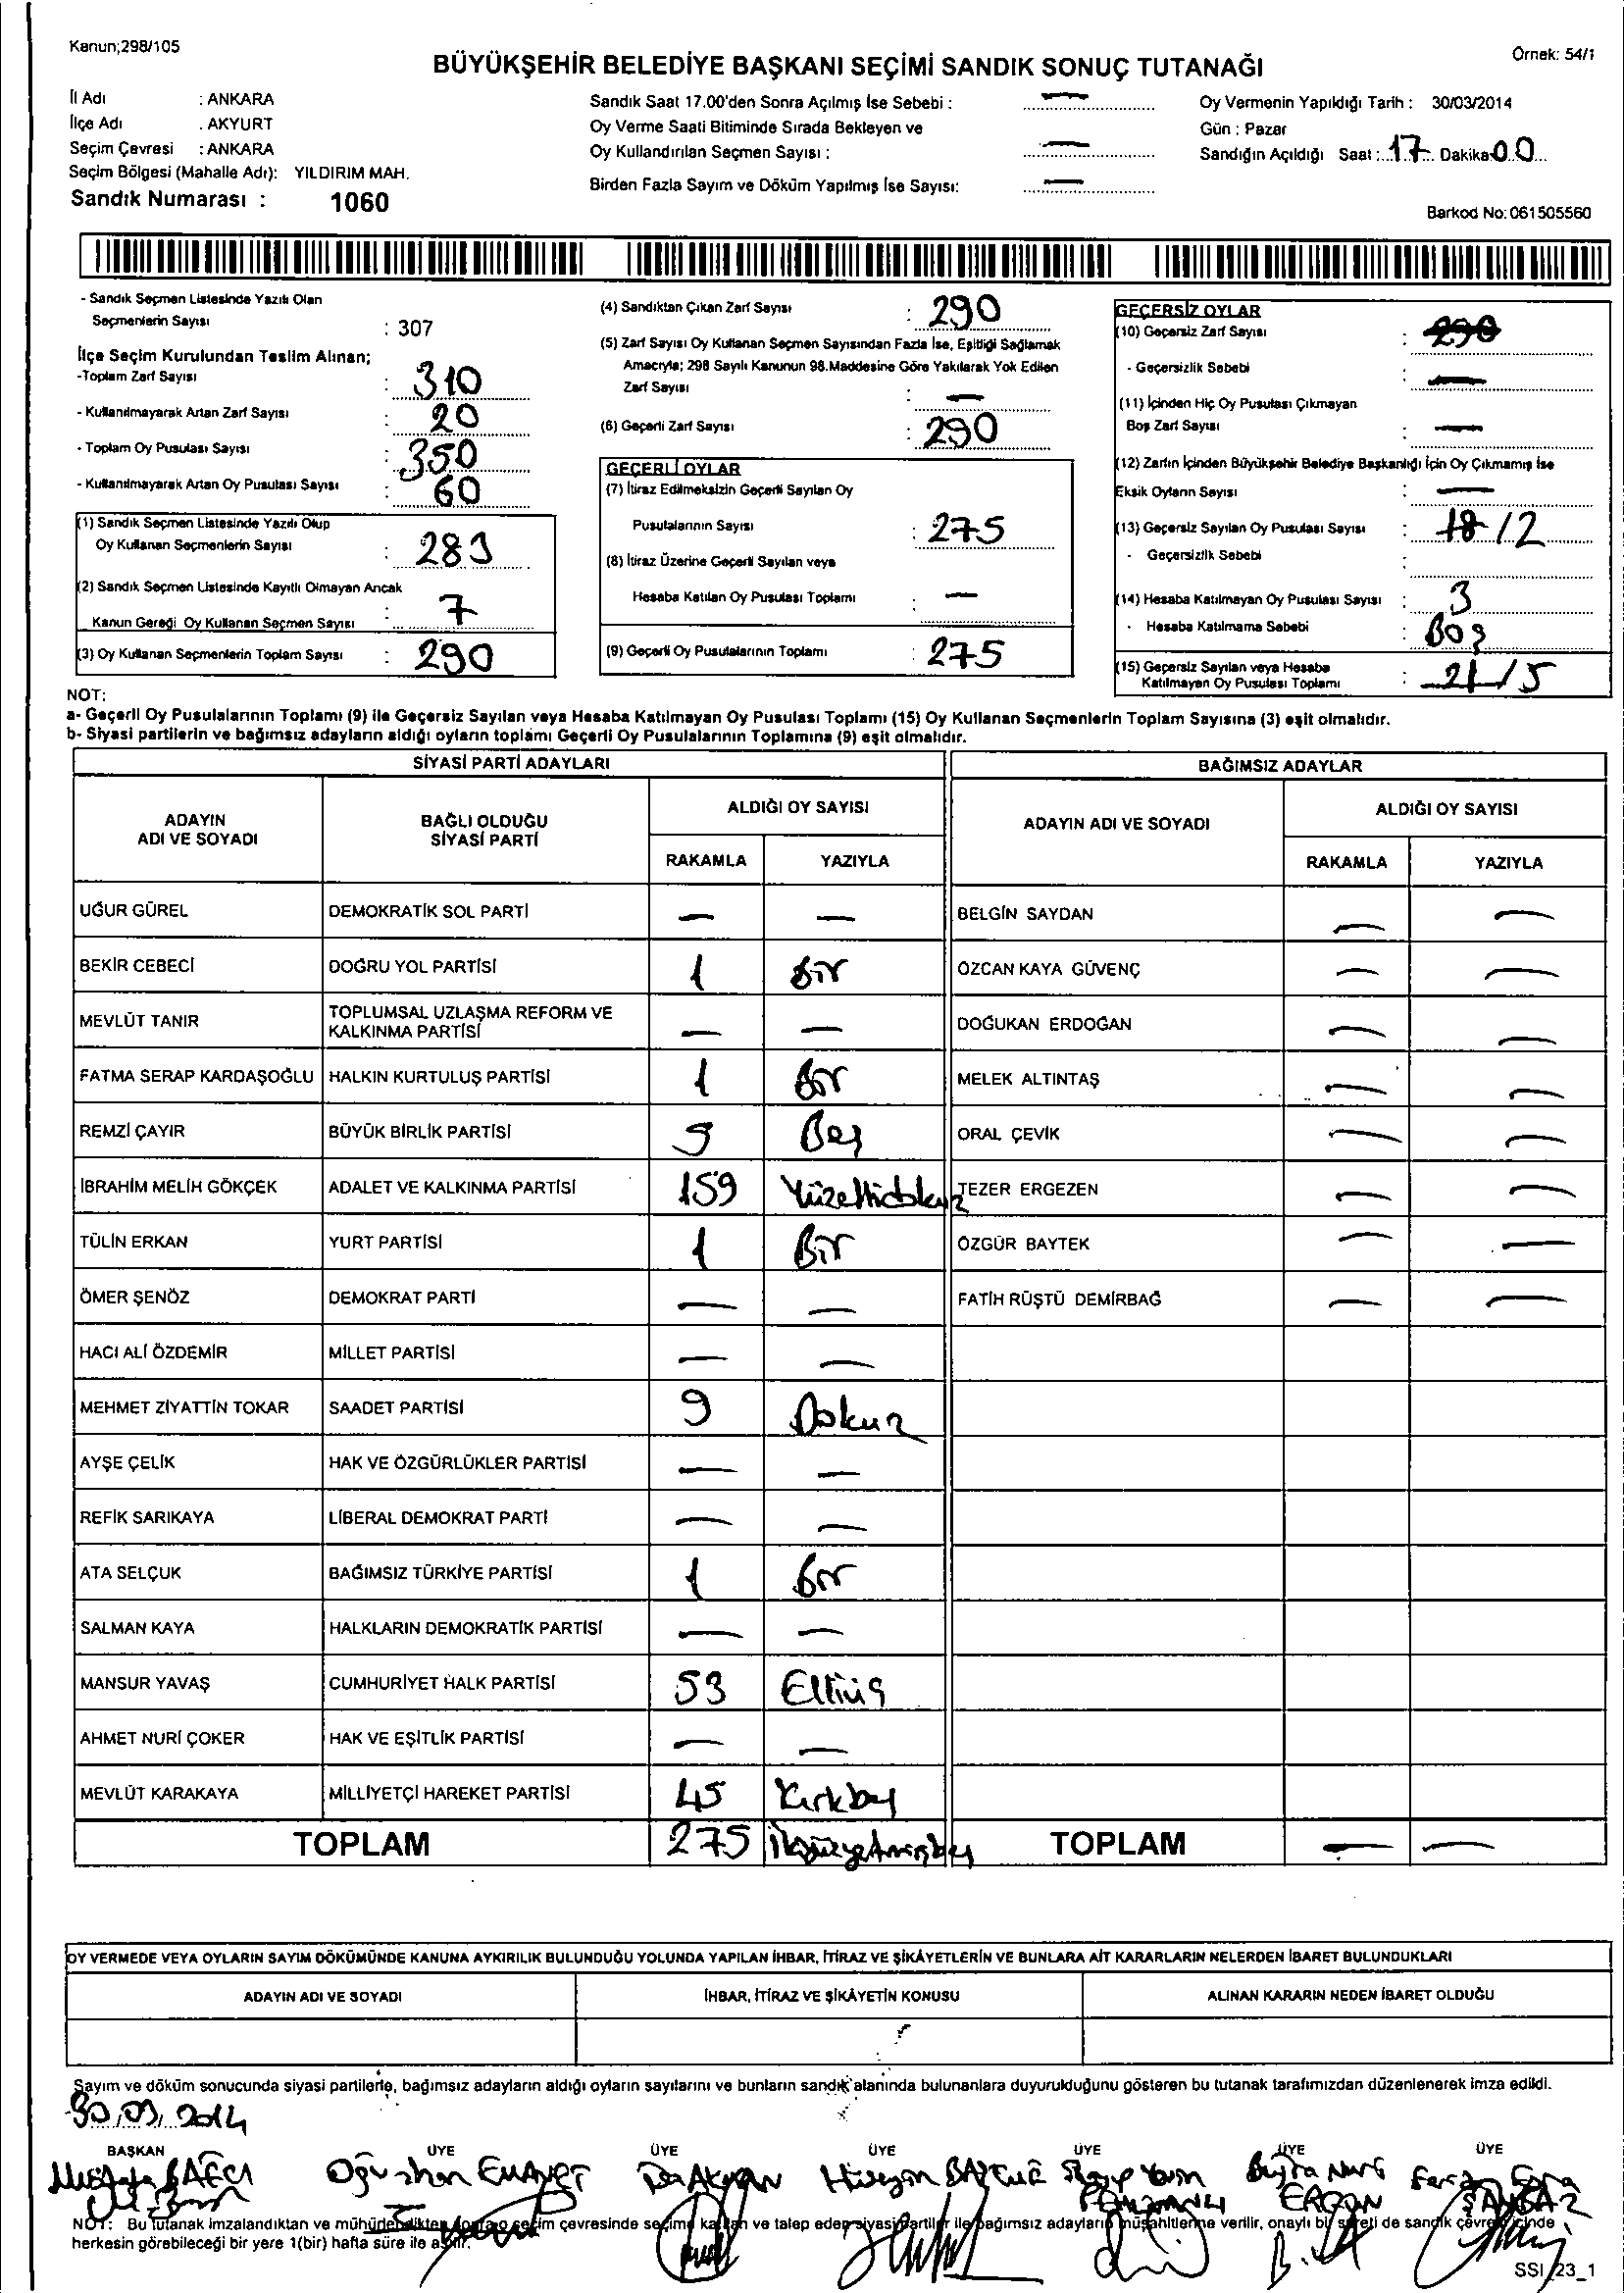 Kanun;298/105
Örnek: 54/1
BÜYÜKŞEHİR BELEDİYE BAŞKANI SEÇİMİ SANDIK SONUÇ TUTANAĞI
İl Adı : ANKARA
İlçe Adı : AKYURT
Seçim Çevresi : ANKARA
Seçim Bölgesi (Mahalle Adı): YILDIRIM MAH.
Sandık Numarası : 1060
Sandık Saat 17.00'den Sonra Açılmış İse Sebebi : —
Oy Verme Saati Bitiminde Sırada Bekleyen ve
Oy Kullandırılan Seçmen Sayısı : —
Birden Fazla Sayım ve Döküm Yapılmış İse Sayısı: —
Oy Vermenin Yapıldığı Tarih : 30/03/2014
Gün : Pazar
Sandığın Açıldığı Saat : 17 Dakika 00
Barkod No: 061505560
- Sandık Seçmen Listesinde Yazılı Olan
Seçmenlerin Sayısı : 307
İlçe Seçim Kurulundan Teslim Alınan;
-Toplam Zarf Sayısı : 310
- Kullanılmayarak Artan Zarf Sayısı : 20
- Toplam Oy Pusulası Sayısı : 350
- Kullanılmayarak Artan Oy Pusulası Sayısı : 60
(1) Sandık Seçmen Listesinde Yazılı Olup
Oy Kullanan Seçmenlerin Sayısı : 283
(2) Sandık Seçmen Listesinde Kayıtlı Olmayan Ancak
Kanun Gereği Oy Kullanan Seçmen Sayısı : 7
(3) Oy Kullanan Seçmenlerin Toplam Sayısı : 290
(4) Sandıktan Çıkan Zarf Sayısı : 290
(5) Zarf Sayısı Oy Kullanan Seçmen Sayısından Fazla İse, Eşitliği Sağlamak
Amacıyla; 298 Sayılı Kanunun 98.Maddesine Göre Yakılarak Yok Edilen
Zarf Sayısı : —
(6) Geçerli Zarf Sayısı : 290
GEÇERLİ OYLAR
(7) İtiraz Edilmeksizin Geçerli Sayılan Oy
Pusulalarının Sayısı : 275
(8) İtiraz Üzerine Geçerli Sayılan veya
Hesaba Katılan Oy Pusulası Toplamı : —
(9) Geçerli Oy Pusulalarının Toplamı : 275
GEÇERSİZ OYLAR
(10) Geçersiz Zarf Sayısı : 290
- Geçersizlik Sebebi : —
(11) İçinden Hiç Oy Pusulası Çıkmayan
Boş Zarf Sayısı : —
(12) Zarfın İçinden Büyükşehir Belediye Başkanlığı İçin Oy Çıkmamış İse
Eksik Oyların Sayısı : —
(13) Geçersiz Sayılan Oy Pusulası Sayısı : 18 12
- Geçersizlik Sebebi :
(14) Hesaba Katılmayan Oy Pusulası Sayısı : 3
- Hesaba Katılmama Sebebi : Boş
(15) Geçersiz Sayılan veya Hesaba
Katılmayan Oy Pusulası Toplamı : 21 15
NOT:
a- Geçerli Oy Pusulalarının Toplamı (9) ile Geçersiz Sayılan veya Hesaba Katılmayan Oy Pusulası Toplamı (15) Oy Kullanan Seçmenlerin Toplam Sayısına (3) eşit olmalıdır.
b- Siyasi partilerin ve bağımsız adayların aldığı oyların toplamı Geçerli Oy Pusulalarının Toplamına (9) eşit olmalıdır.
SİYASİ PARTİ ADAYLARI
ADAYIN ADI VE SOYADI BAĞLI OLDUĞU SİYASİ PARTİ ALDIĞI OY SAYISI
RAKAMLA YAZIYLA
BAĞIMSIZ ADAYLAR
ADAYIN ADI VE SOYADI ALDIĞI OY SAYISI
RAKAMLA YAZIYLA
UĞUR GÜREL DEMOKRATİK SOL PARTİ — — BELGİN SAYDAN — —
BEKİR CEBECİ DOĞRU YOL PARTİSİ 1 Bir ÖZCAN KAYA GÜVENÇ — —
MEVLÜT TANIR TOPLUMSAL UZLAŞMA REFORM VE KALKINMA PARTİSİ — — DOĞUKAN ERDOĞAN — —
FATMA SERAP KARDAŞOĞLU HALKIN KURTULUŞ PARTİSİ 1 Bir MELEK ALTINTAŞ — —
REMZİ ÇAYIR BÜYÜK BİRLİK PARTİSİ 5 Beş ORAL ÇEVİK — —
İBRAHİM MELİH GÖKÇEK ADALET VE KALKINMA PARTİSİ 159 Yüzellidokuz TEZER ERGEZEN — —
TÜLİN ERKAN YURT PARTİSİ 1 Bir ÖZGÜR BAYTEK — —
ÖMER ŞENÖZ DEMOKRAT PARTİ — — FATİH RÜŞTÜ DEMİRBAĞ — —
HACI ALİ ÖZDEMİR MİLLET PARTİSİ — —
MEHMET ZİYATTİN TOKAR SAADET PARTİSİ 9 Dokuz
AYŞE ÇELİK HAK VE ÖZGÜRLÜKLER PARTİSİ — —
REFİK SARIKAYA LİBERAL DEMOKRAT PARTİ — —
ATA SELÇUK BAĞIMSIZ TÜRKİYE PARTİSİ 1 Bir
SALMAN KAYA HALKLARIN DEMOKRATİK PARTİSİ — —
MANSUR YAVAŞ CUMHURİYET HALK PARTİSİ 53 Elliüç
AHMET NURİ ÇOKER HAK VE EŞİTLİK PARTİSİ — —
MEVLÜT KARAKAYA MİLLİYETÇİ HAREKET PARTİSİ 45 Kırkbeş
TOPLAM 275 İkiyüzyetmişbeş TOPLAM — —
OY VERMEDE VEYA OYLARIN SAYIM DÖKÜMÜNDE KANUNA AYKIRILIK BULUNDUĞU YOLUNDA YAPILAN İHBAR, İTİRAZ VE ŞİKÂYETLERİN VE BUNLARA AİT KARARLARIN NELERDEN İBARET BULUNDUKLARI
ADAYIN ADI VE SOYADI İHBAR, İTİRAZ VE ŞİKÂYETİN KONUSU ALINAN KARARIN NEDEN İBARET OLDUĞU
Sayım ve döküm sonucunda siyasi partilerle, bağımsız adayların aldığı oyların sayılarını ve bunların sandık alanında bulunanlara duyurulduğunu gösteren bu tutanak tarafımızdan düzenlenerek imza edildi.
30.03.2014
BAŞKAN ÜYE ÜYE ÜYE ÜYE ÜYE ÜYE
Mustafa BAĞCI Oğuzhan Hüseyin Büşra Nur ERCAN
NOT: Bu tutanak imzalandıktan ve mühürlendikten sonra o seçim çevresinde seçime katılan ve talep eden siyasi partiler ile bağımsız adayların müşahitlerine verilir, onaylı bir sureti de sandık çevresi içinde
herkesin görebileceği bir yere 1(bir) hafta süre ile asılır.
SSI_23_1